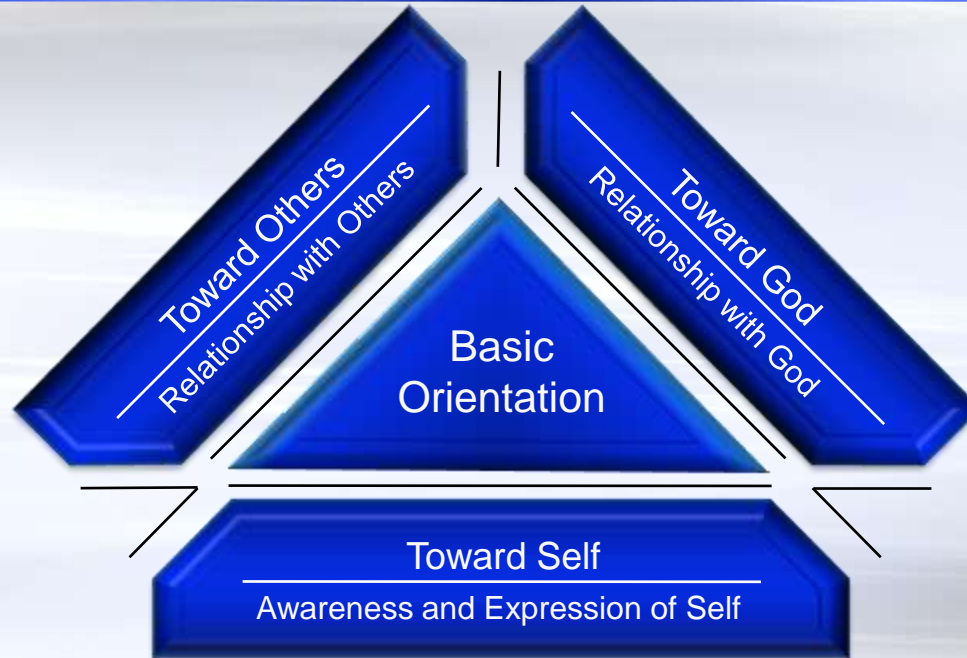 Toward Others
Relationship with Others
Toward God
Relationship with God
Basic
Orientation
Toward Self
Awareness and Expression of Self